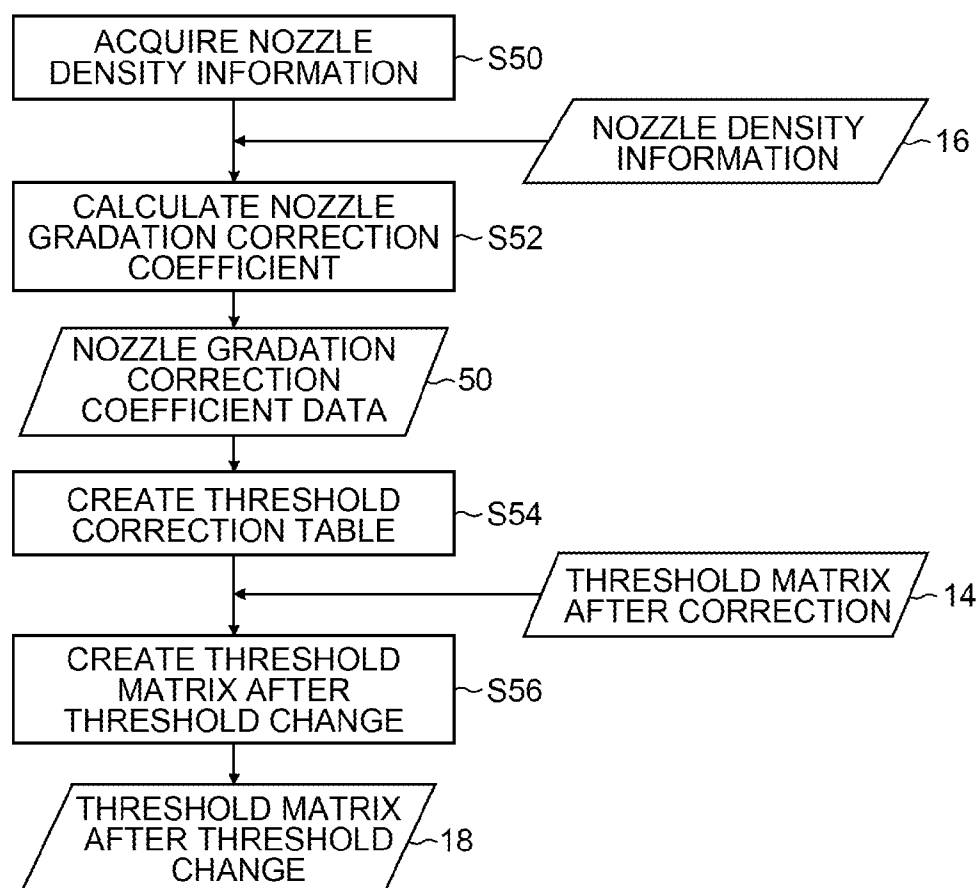 ACQUIRE NOZZLE
DENSITY INFORMATION
S50
NOZZLE DENSITY
INFORMATION
16
CALCULATE NOZZLE
GRADATION CORRECTION
COEFFICIENT
S52
NOZZLE GRADATION
CORRECTION
COEFFICIENT DATA
50
CREATE THRESHOLD
CORRECTION TABLE
S54
THRESHOLD MATRIX
AFTER CORRECTION
14
CREATE THRESHOLD
MATRIX AFTER
THRESHOLD CHANGE
S56
THRESHOLD MATRIX
AFTER THRESHOLD
CHANGE
18